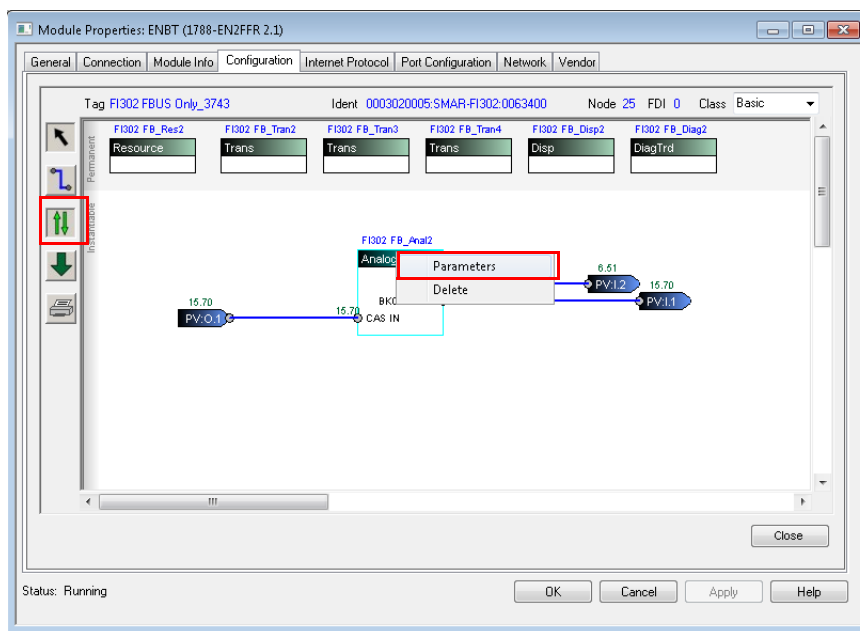 Module Properties: ENBT (1788-EN2FFR 2.1)
General Connection Module Info Configuration Internet Protocol Port Configuration Network Vendor
Tag FI302 FBUS Only_3743 Ident 0003020005:SMAR-FI302:0063400 Node 25 FDI 0 Class Basic
Permanent
FI302 FB_Res2 FI302 FB_Tran2 FI302 FB_Tran3 FI302 FB_Tran4 FI302 FB_Disp2 FI302 FB_Diag2
Resource Trans Trans Trans Disp DiagTrd
Instantiable
FI302 FB_Anal2
Analog
Parameters
Delete
6.51
PV:I.2
15.70
PV:I.1
BKC
15.70
PV:O.1
15.70
CAS IN
Close
Status: Running
OK Cancel Apply Help